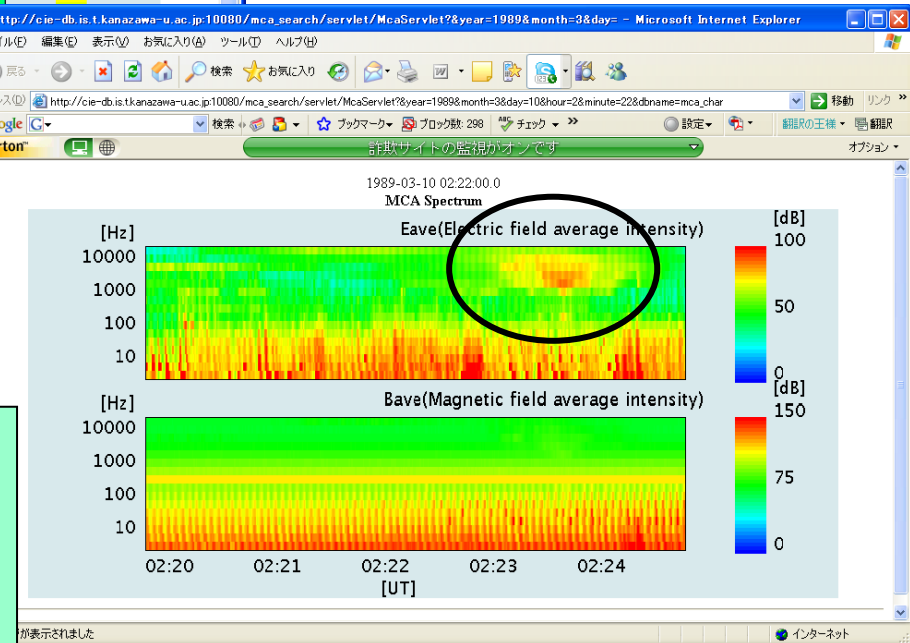 ttp://cie-db.is.t.kanazawa-u.ac.jp:10080/mca_search/servlet/McaServlet?&year=1989&month=3&day= - Microsoft Internet Explorer
イル(F) 編集(E) 表示(V) お気に入り(A) ツール(T) ヘルプ(H)
戻る 検索 お気に入り
レス(D) http://cie-db.is.t.kanazawa-u.ac.jp:10080/mca_search/servlet/McaServlet?&year=1989&month=3&day=10&hour=2&minute=22&dbname=mca_char 移動 リンク »
ogle G 検索 ブックマーク ブロック数: 298 チェック » 設定 翻訳の王様 翻訳
rton™ 詐欺サイトの監視がオンです オプション
1989-03-10 02:22:00.0
MCA Spectrum
[Hz] Eave(Electric field average intensity) [dB]
10000 100
1000
50
100
10
0
[dB]
[Hz] Bave(Magnetic field average intensity) 150
10000
1000
75
100
10
0
02:20 02:21 02:22 02:23 02:24
[UT]
が表示されました インターネット